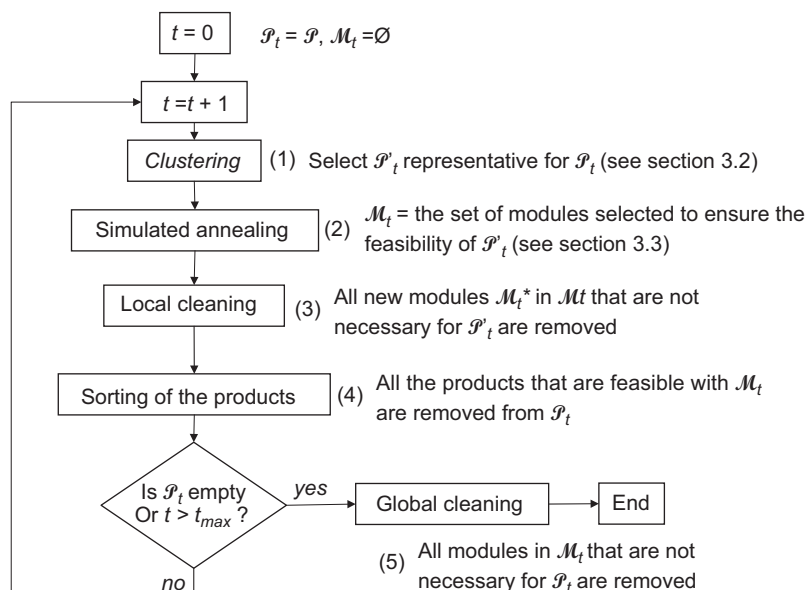 t = 0
𝓟t = 𝓟, 𝓜t =Ø
t =t + 1
Clustering
(1) Select 𝓟't representative for 𝓟t (see section 3.2)
Simulated annealing
(2) 𝓜t = the set of modules selected to ensure the
feasibility of 𝓟't (see section 3.3)
Local cleaning
(3) All new modules 𝓜t* in 𝓜t that are not
necessary for 𝓟't are removed
Sorting of the products
(4) All the products that are feasible with 𝓜t
are removed from 𝓟t
Is 𝓟t empty
Or t > tmax ?
yes
Global cleaning
End
(5) All modules in 𝓜t that are not
necessary for 𝓟t are removed
no